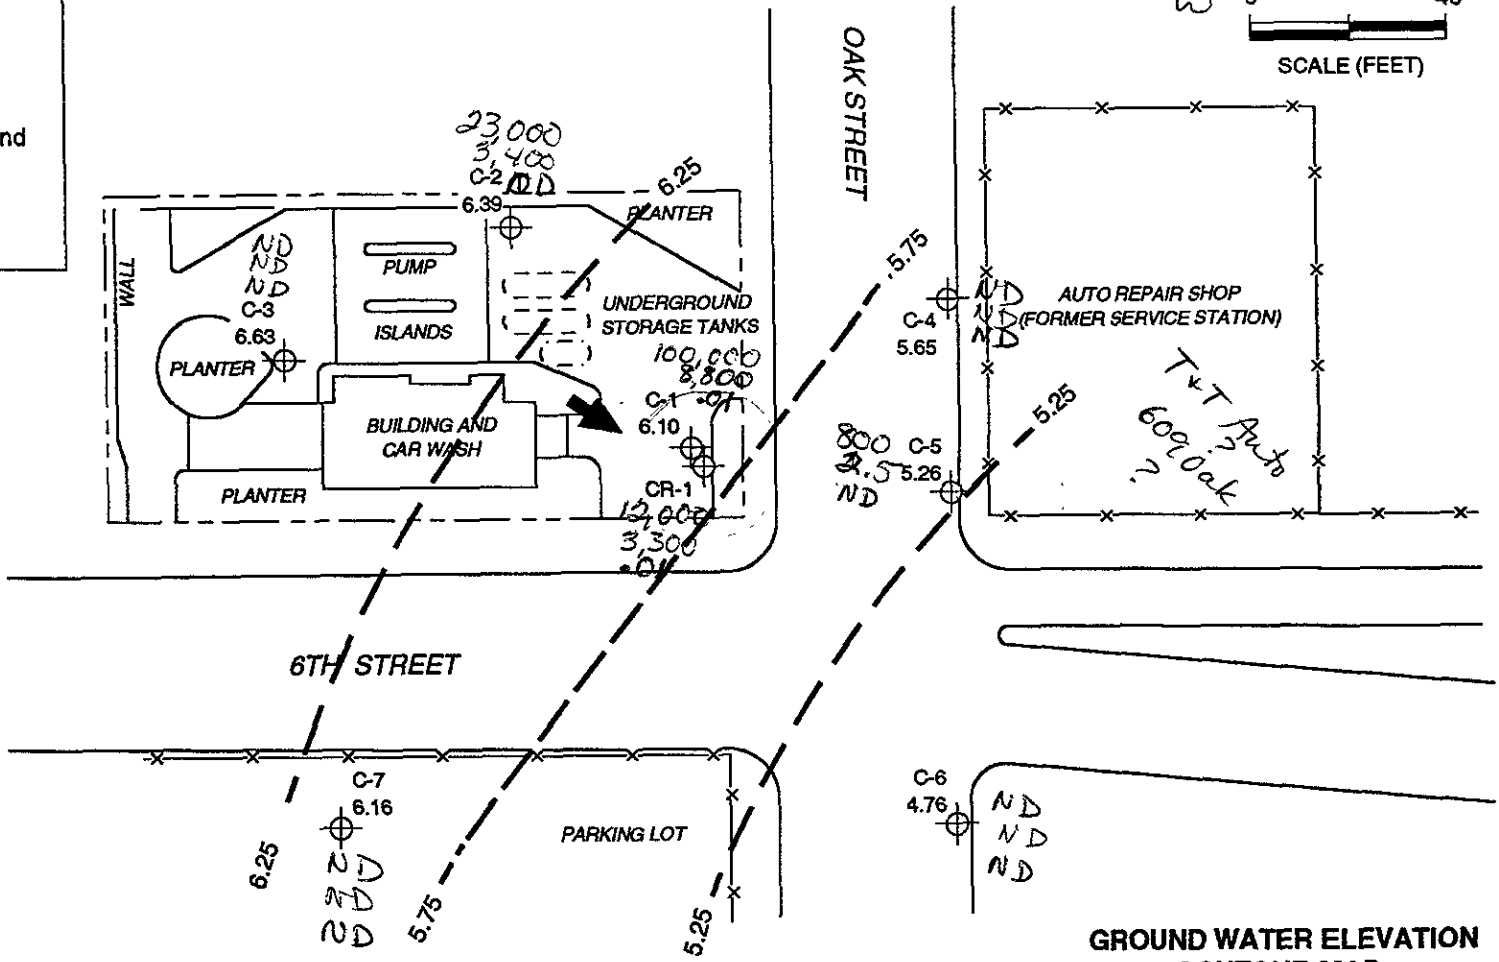 OAK STREET
SCALE (FEET)
nd
23,000
3,400
C-2 ND
6.39
6.25
PLANTER
ND
ND
ND
C-3
6.63
WALL
PUMP
ISLANDS
PLANTER
UNDERGROUND
STORAGE TANKS
100,000
8,800
.01
C-1
6.10
BUILDING AND
CAR WASH
PLANTER
CR-1
12,000
3,300
.01
5.75
C-4
5.65
ND
ND
ND
AUTO REPAIR SHOP
(FORMER SERVICE STATION)
T&T Auto
609 Oak
? ?
5.25
800
2.5
ND
C-5
5.26
6TH STREET
C-7
6.16
ND
ND
ND
6.25
5.75
PARKING LOT
5.25
C-6
4.76
ND
ND
ND
GROUND WATER ELEVATION